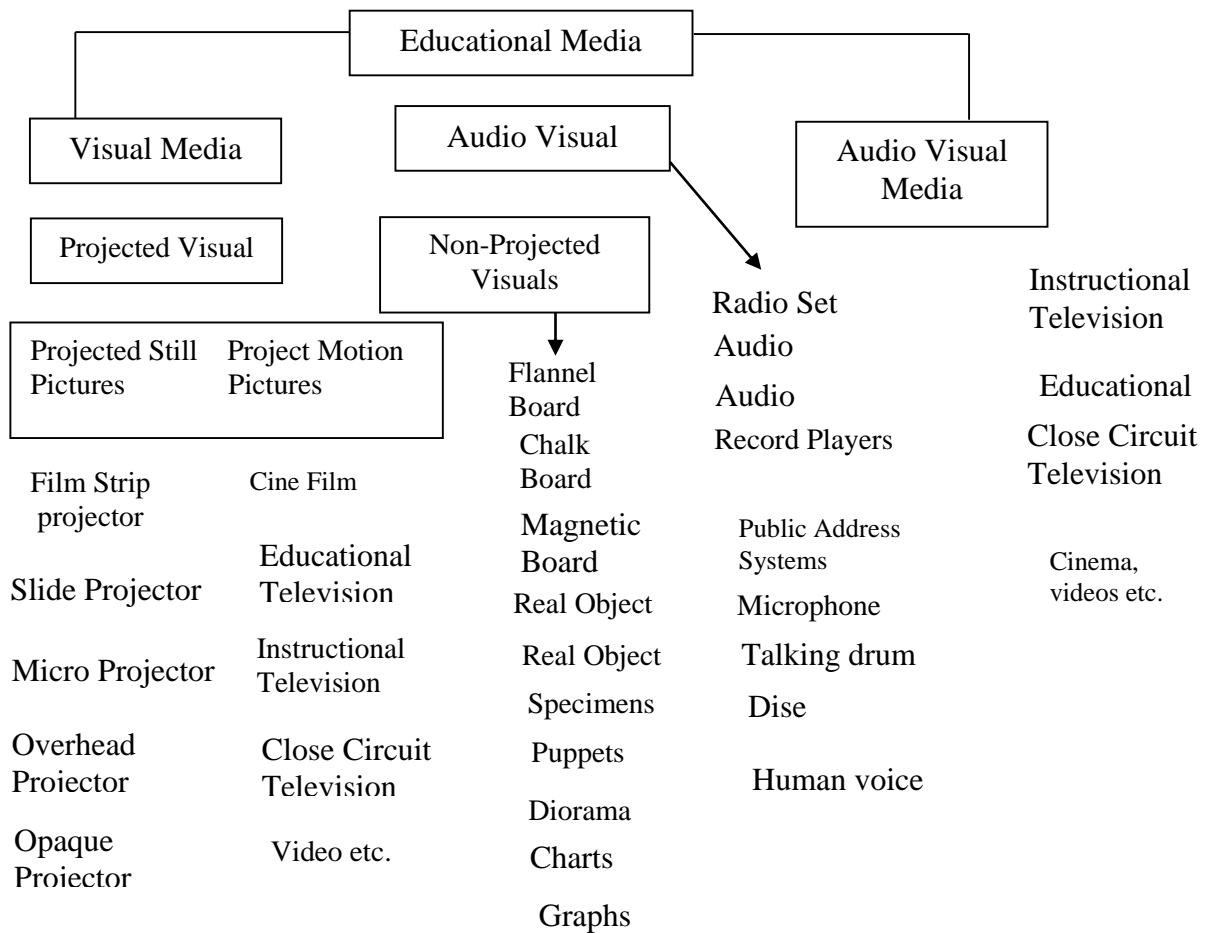 Educational Media
Visual Media
Audio Visual
Audio Visual
Media
Projected Visual
Non-Projected
Visuals
Projected Still
Pictures
Project Motion
Pictures
Film Strip
projector
Slide Projector
Micro Projector
Overhead
Projector
Opaque
Projector
Cine Film
Educational
Television
Instructional
Television
Close Circuit
Television
Video etc.
Flannel
Board
Chalk
Board
Magnetic
Board
Real Object
Real Object
Specimens
Puppets
Diorama
Charts
Graphs
Radio Set
Audio
Audio
Record Players
Public Address
Systems
Microphone
Talking drum
Dise
Human voice
Instructional
Television
Educational
Close Circuit
Television
Cinema,
videos etc.